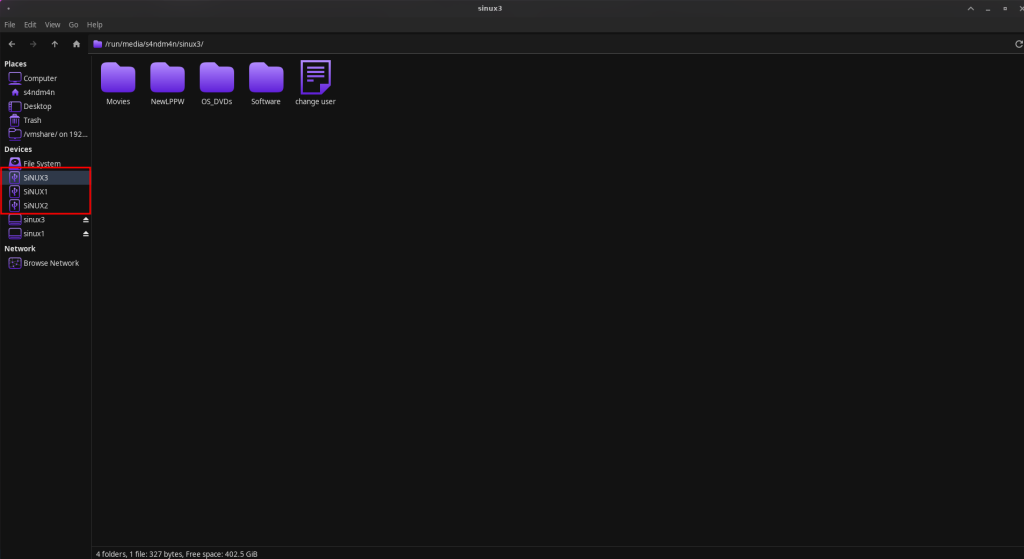 sinux3
File Edit View Go Help
/run/media/s4ndm4n/sinux3/
Places
Computer
s4ndm4n
Desktop
Trash
/vmshare/ on 192...
Devices
File System
SiNUX3
SiNUX1
SiNUX2
sinux3
sinux1
Network
Browse Network
Movies NewLPPW OS_DVDs Software change user
4 folders, 1 file: 327 bytes, Free space: 402.5 GiB